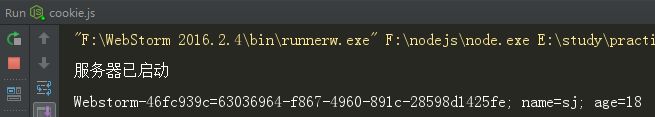 Run cookie.js
"F:\WebStorm 2016.2.4\bin\runnerw.exe" F:\nodejs\node.exe E:\study\practi
服务器已启动
Webstorm-46fc939c=63036964-f867-4960-891c-28598d1425fe; name=sj; age=18